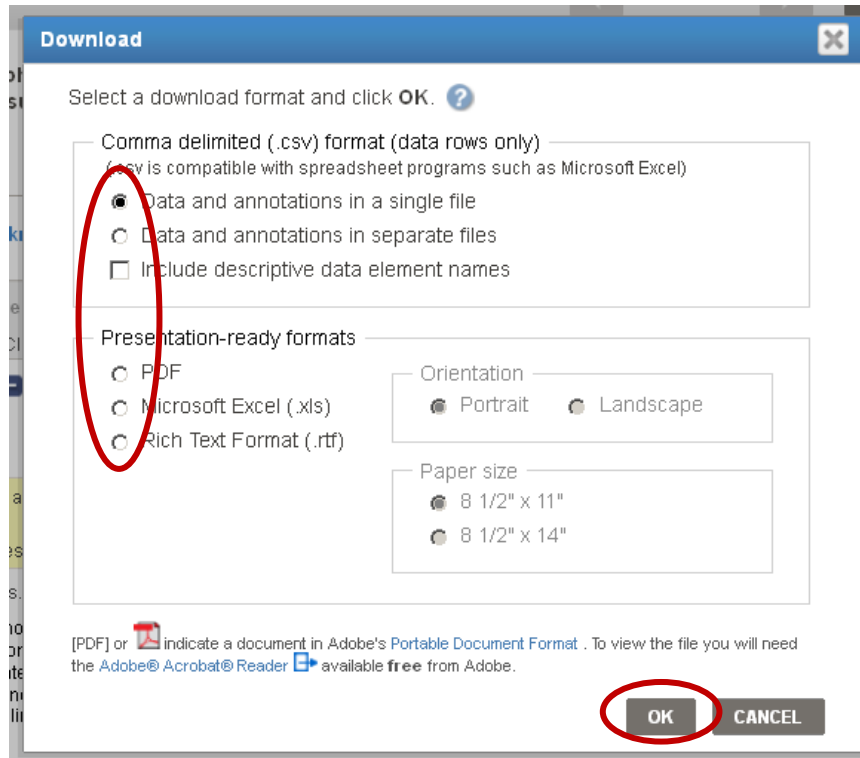 Download
Select a download format and click OK. ?
Comma delimited (.csv) format (data rows only)
(.csv is compatible with spreadsheet programs such as Microsoft Excel)
Data and annotations in a single file
Data and annotations in separate files
Include descriptive data element names
Presentation-ready formats
PDF
Microsoft Excel (.xls)
Rich Text Format (.rtf)
Orientation
Portrait
Landscape
Paper size
8 1/2" x 11"
8 1/2" x 14"
[PDF] or indicate a document in Adobe's Portable Document Format . To view the file you will need
the Adobe® Acrobat® Reader available free from Adobe.
OK CANCEL